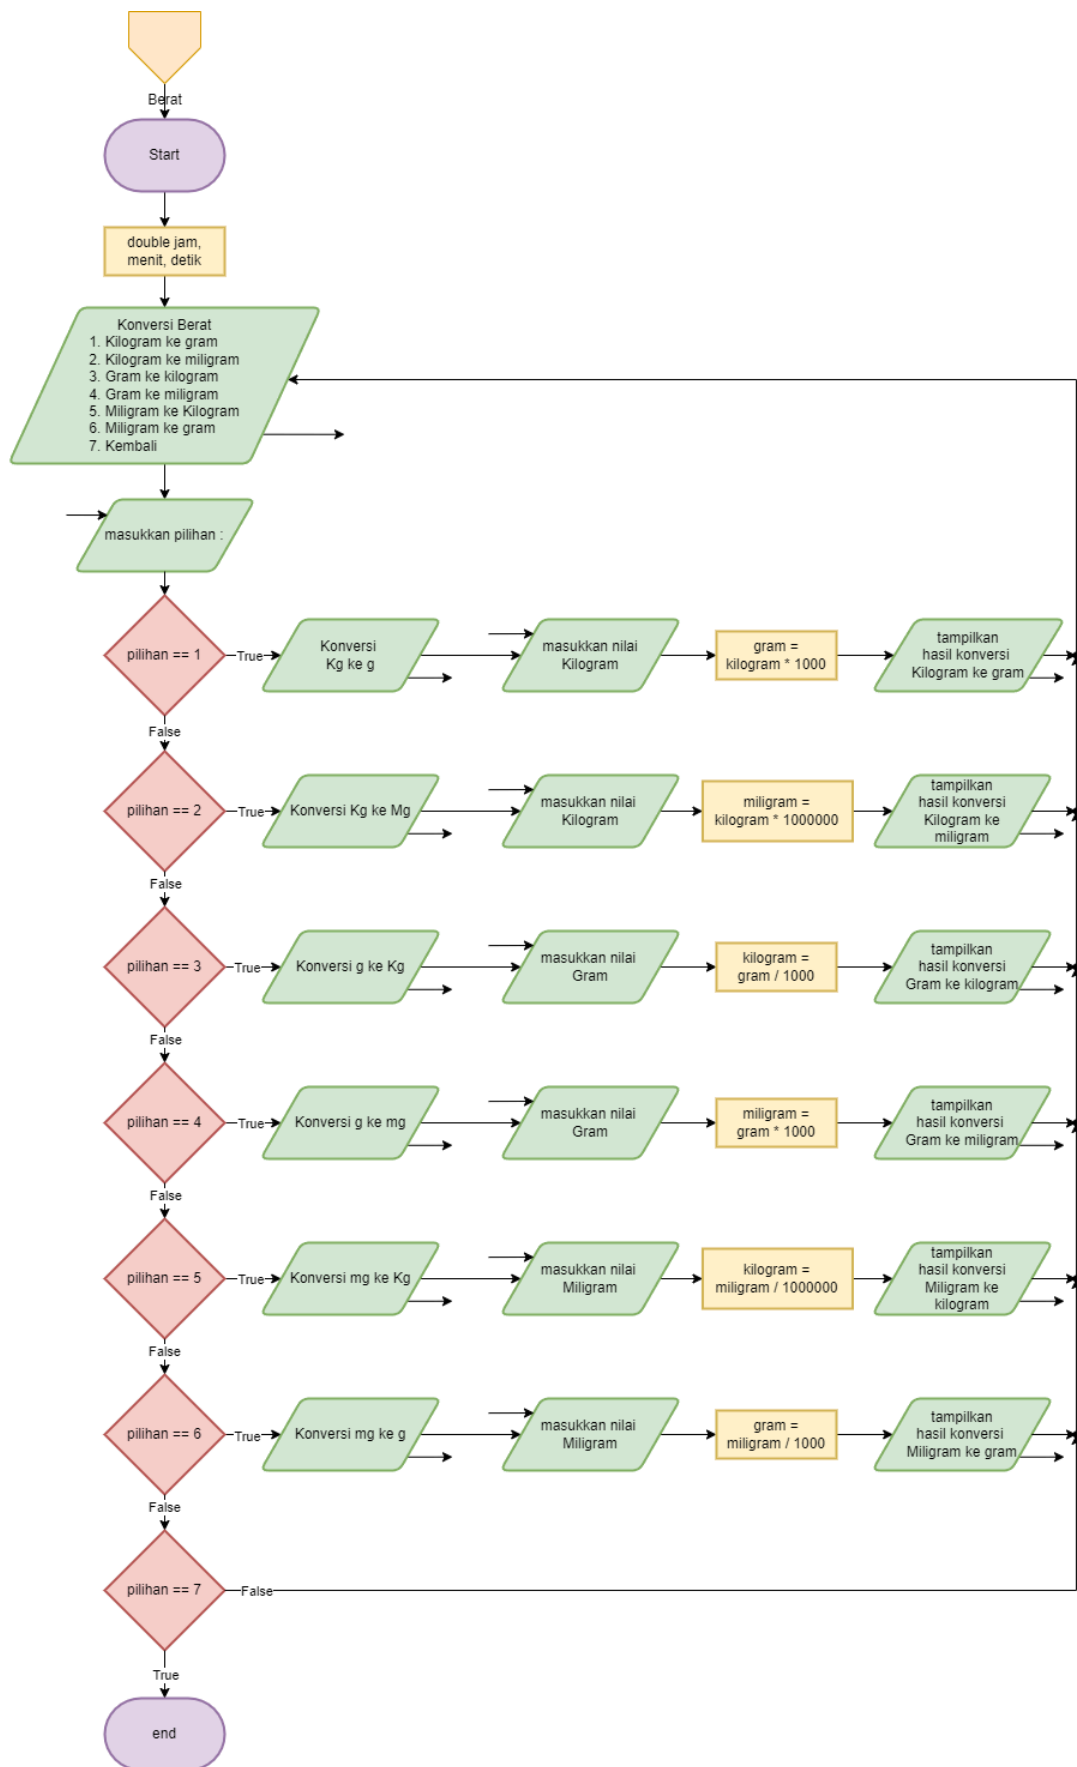 Berat
Start
double jam,
menit, detik
Konversi Berat
1. Kilogram ke gram
2. Kilogram ke miligram
3. Gram ke kilogram
4. Gram ke miligram
5. Miligram ke Kilogram
6. Miligram ke gram
7. Kembali
masukkan pilihan :
pilihan == 1
True
Konversi
Kg ke g
masukkan nilai
Kilogram
gram =
kilogram * 1000
tampilkan
hasil konversi
Kilogram ke gram
False
pilihan == 2
True
Konversi Kg ke Mg
masukkan nilai
Kilogram
miligram =
kilogram * 1000000
tampilkan
hasil konversi
Kilogram ke
miligram
False
pilihan == 3
True
Konversi g ke Kg
masukkan nilai
Gram
kilogram =
gram / 1000
tampilkan
hasil konversi
Gram ke kilogram
False
pilihan == 4
True
Konversi g ke mg
masukkan nilai
Gram
miligram =
gram * 1000
tampilkan
hasil konversi
Gram ke miligram
False
pilihan == 5
True
Konversi mg ke Kg
masukkan nilai
Miligram
kilogram =
miligram / 1000000
tampilkan
hasil konversi
Miligram ke
kilogram
False
pilihan == 6
True
Konversi mg ke g
masukkan nilai
Miligram
gram =
miligram / 1000
tampilkan
hasil konversi
Miligram ke gram
False
pilihan == 7
False
True
end